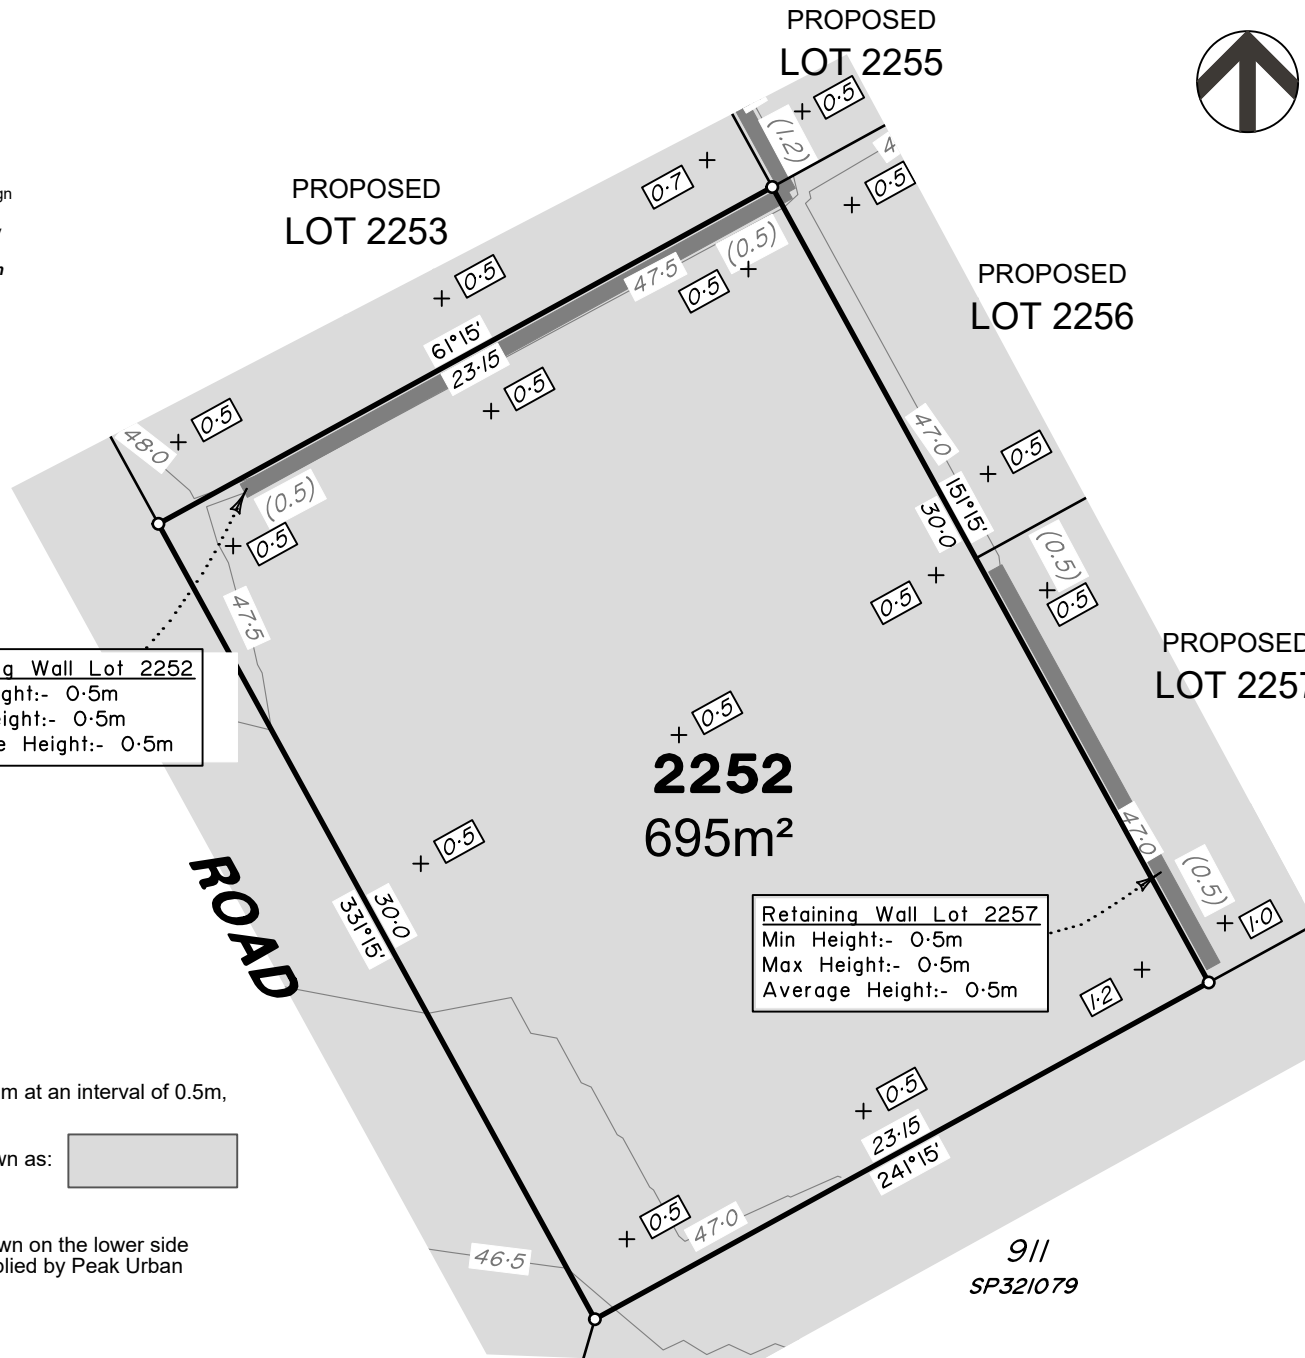 PROPOSED
LOT 2255
0·5
(1.2)
4
0·7
0·5
PROPOSED
LOT 2253
(0.5)
47·5
0·5
0·5
PROPOSED
LOT 2256
61°15'
23·15
0·5
0·5
48·0
47·0
0·5
(0.5)
0·5
151°15'
30·0
(0.5)
0·5
0·5
47·5
PROPOSED
LOT 2257
g Wall Lot 2252
ght:- 0·5m
eight:- 0·5m
e Height:- 0·5m
0·5
2252
695m²
47·0
0·5
(0.5)
1·0
ROAD
30·0
331°15'
Retaining Wall Lot 2257
Min Height:- 0·5m
Max Height:- 0·5m
Average Height:- 0·5m
1·2
0·5
m at an interval of 0.5m,
23·15
241°15'
wn as:
0·5
47·0
46·5
911
SP321079
wn on the lower side
plied by Peak Urban
gn